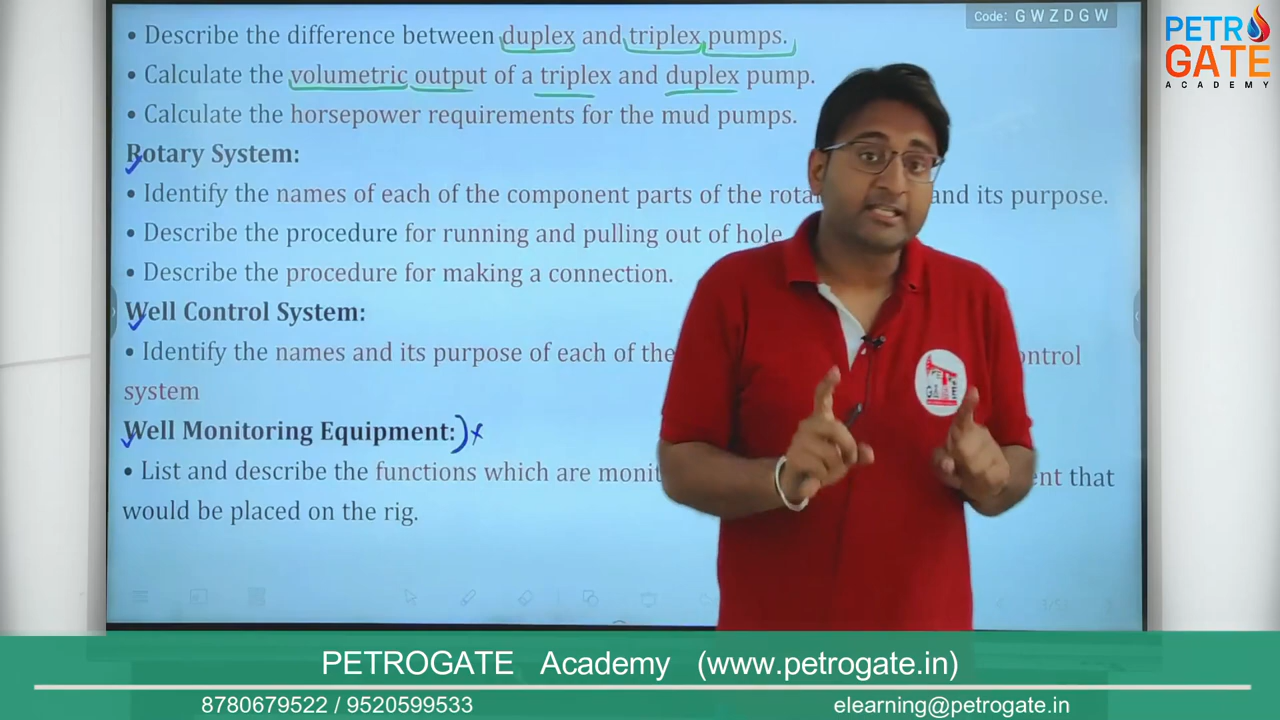 Code: G W Z D G W
PETRO
GATE
ACADEMY
• Describe the difference between duplex and triplex pumps.
• Calculate the volumetric output of a triplex and duplex pump.
• Calculate the horsepower requirements for the mud pumps.
Rotary System:
• Identify the names of each of the component parts of the rota and its purpose.
• Describe the procedure for running and pulling out of hole
• Describe the procedure for making a connection.
Well Control System:
• Identify the names and its purpose of each of the ontrol
system
Well Monitoring Equipment:
• List and describe the functions which are monit ent that
would be placed on the rig.
PETROGATE Academy (www.petrogate.in)
8780679522 / 9520599533
elearning@petrogate.in